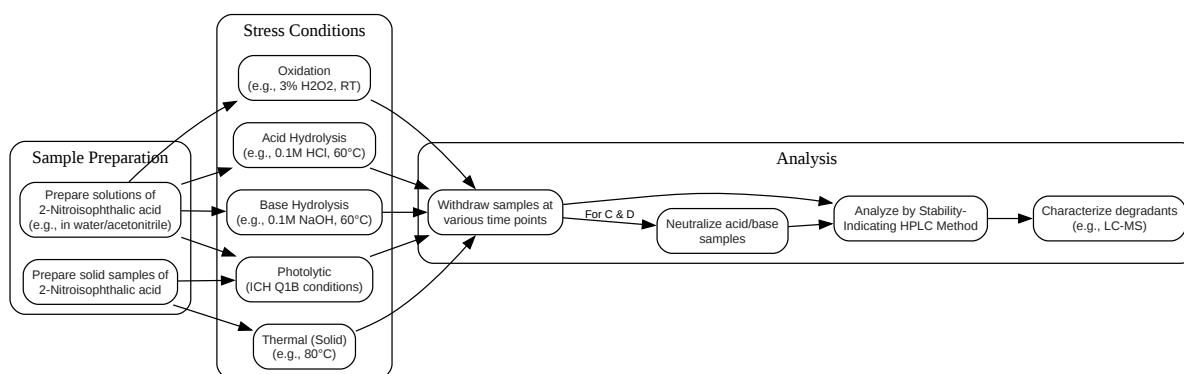 Stress Conditions
Oxidation
(e.g., 3% H2O2, RT)
Acid Hydrolysis
(e.g., 0.1M HCl, 60°C)
Base Hydrolysis
(e.g., 0.1M NaOH, 60°C)
Photolytic
(ICH Q1B conditions)
Thermal (Solid)
(e.g., 80°C)
Sample Preparation
Prepare solutions of
2-Nitroisophthalic acid
(e.g., in water/acetonitrile)
Prepare solid samples of
2-Nitroisophthalic acid
Analysis
Withdraw samples at
various time points
For C & D
Neutralize acid/base
samples
Analyze by Stability-
Indicating HPLC Method
Characterize degradants
(e.g., LC-MS)